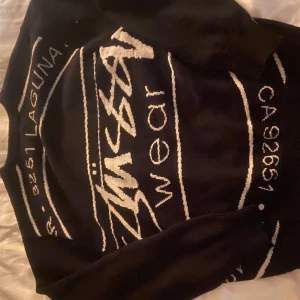 3251 LAGUNA.
Stüssy
wear
CA 92651.